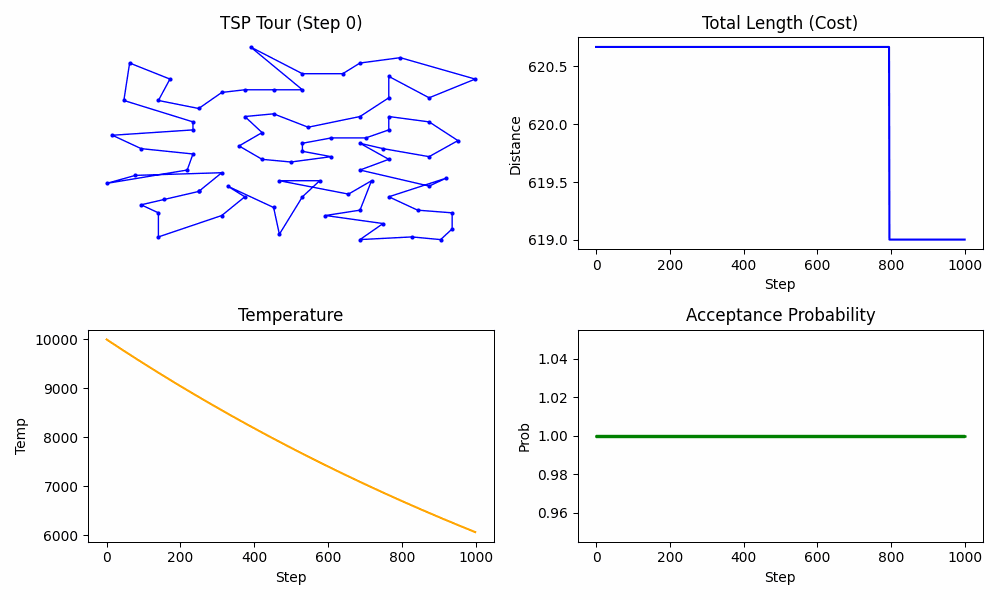 TSP Tour (Step 0)
Total Length (Cost)
620.5
620.0
619.5
619.0
Distance
0 200 400 600 800 1000
Step
Temperature
10000
9000
8000
7000
6000
Temp
0 200 400 600 800 1000
Step
Acceptance Probability
1.04
1.02
1.00
0.98
0.96
Prob
0 200 400 600 800 1000
Step